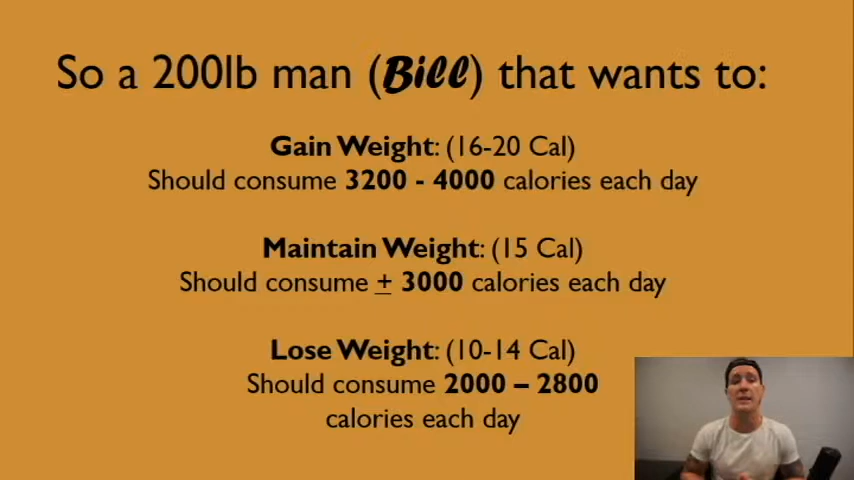 So a 200lb man (Bill) that wants to:
Gain Weight: (16-20 Cal)
Should consume 3200 - 4000 calories each day
Maintain Weight: (15 Cal)
Should consume ± 3000 calories each day
Lose Weight: (10-14 Cal)
Should consume 2000 – 2800
calories each day